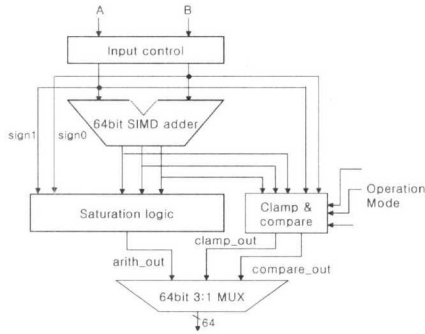 A B
Input control
64bit SIMD adder
sign1 sign0
Operation
Mode
Saturation logic
Clamp &
compare
clamp_out
arith_out
compare_out
64bit 3:1 MUX
64